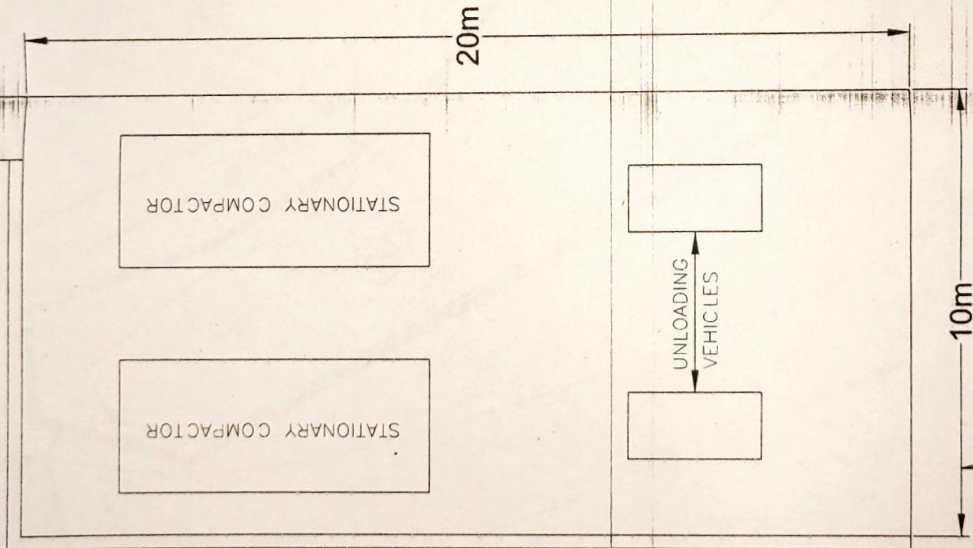 20m
STATIONARY COMPACTOR
STATIONARY COMPACTOR
UNLOADING
VEHICLES
10m